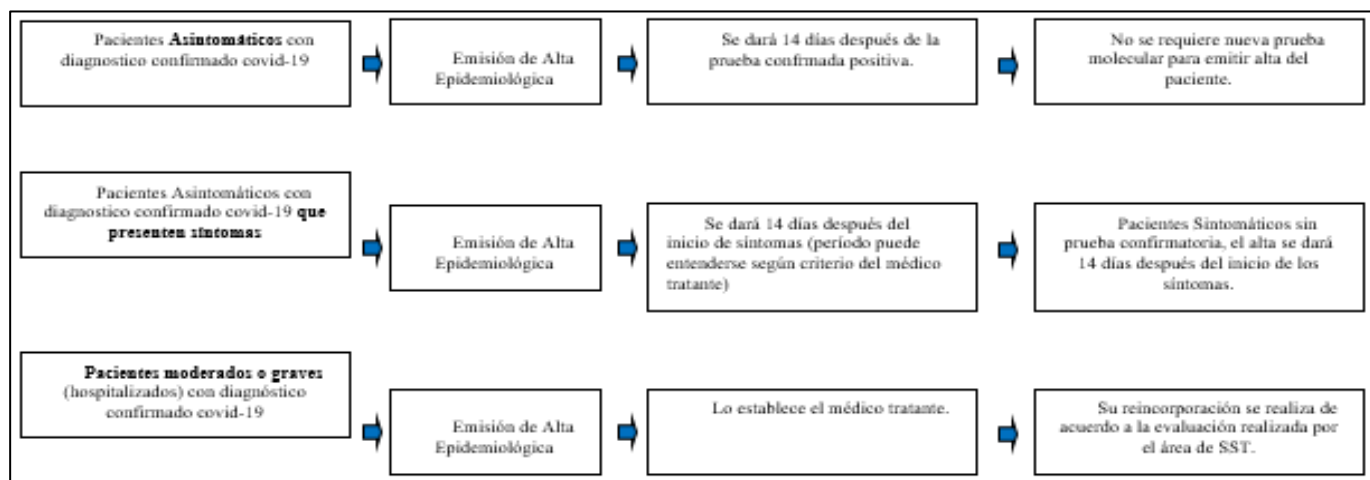 Pacientes Asintomáticos con
diagnostico confirmado covid-19
Emisión de Alta
Epidemiológica
Se dará 14 días después de la
prueba confrmada positiva.
No se requiere nueva prueba
molecular para emitir alta del
paciente.
Pacientes Asintomáticos con
diagnostico confirmado covid-19 que
presenten síntomas
Emisión de Alta
Epidemiológica
Se dará 14 días después del
inicio de síntomas (período puede
entenderse según criterio del médico
tratante)
Pacientes Sintomáticos sin
prueba confirmatoria, el alta se dará
14 días después del inicio de los
síntomas.
Pacientes moderados o graves
(hospitalizados) con diagnóstico
confirmado covid-19
Emisión de Alta
Epidemiológica
Lo establece el médico tratante.
Su reincorporación se realiza de
acuerdo a la evaluación realizada por
el área de SST.